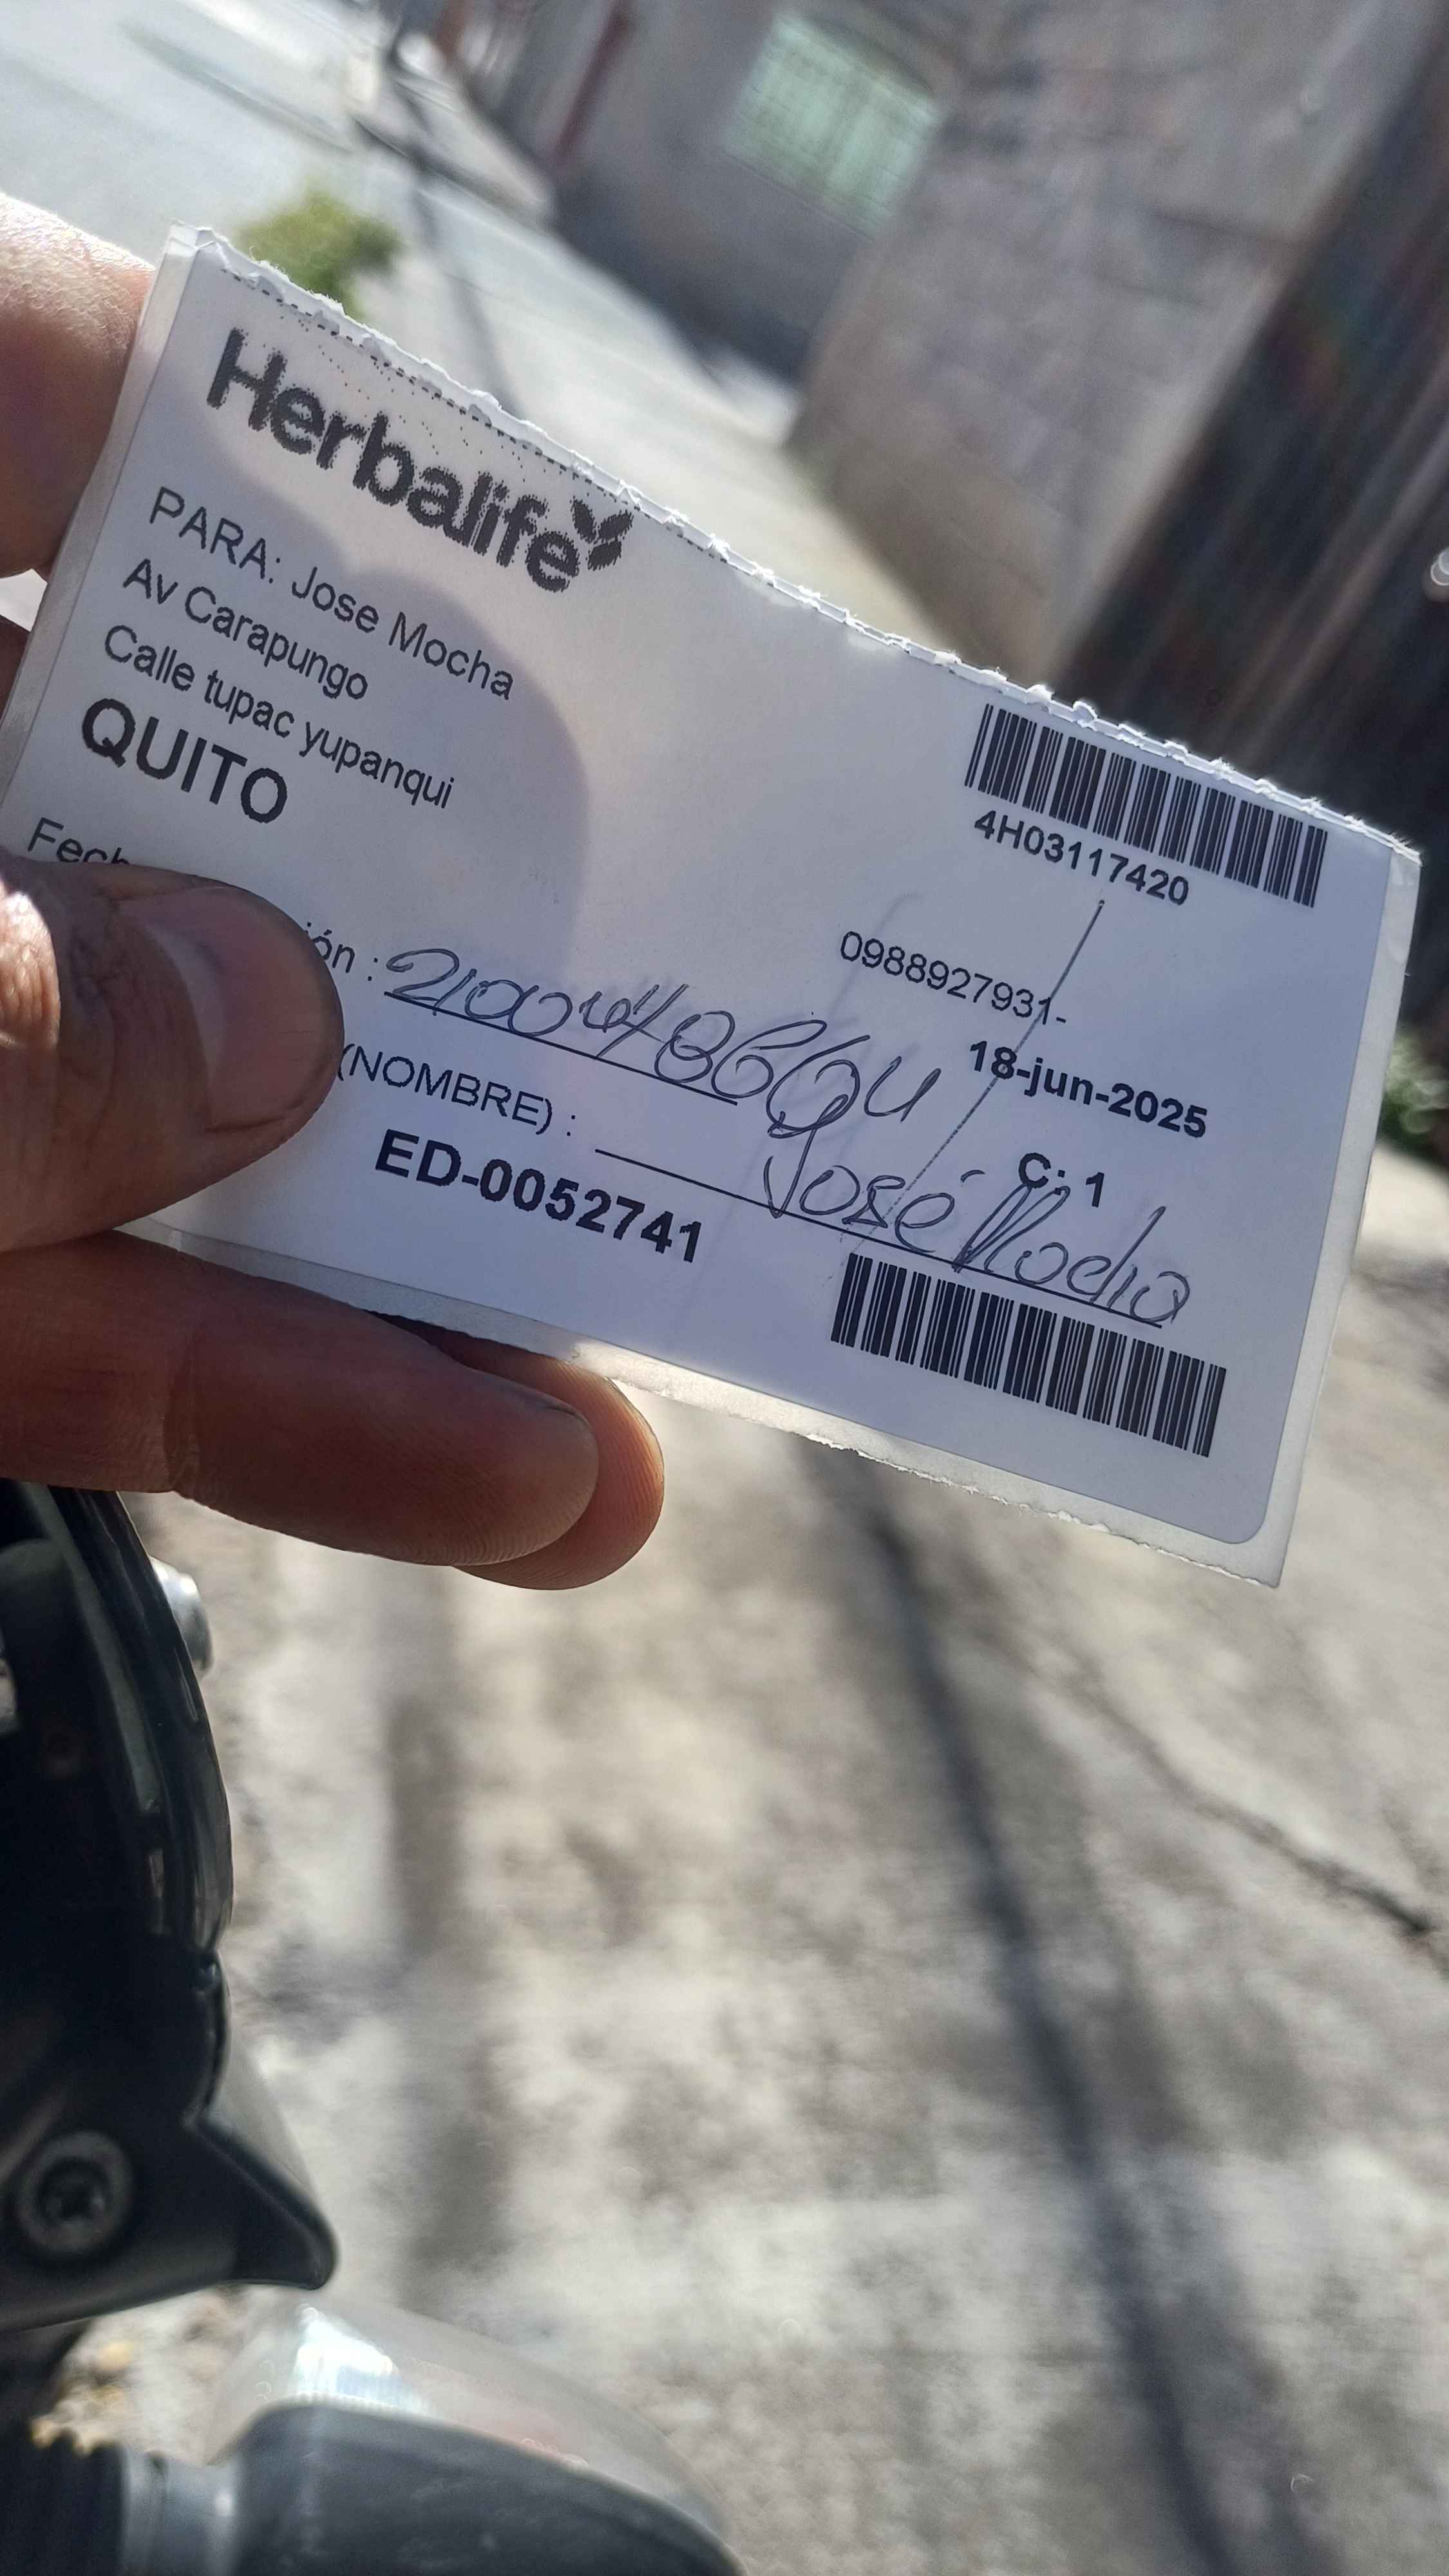 Herbalife
PARA: Jose Mocha
Av Carapungo
Calle tupac yupanqui
QUITO
4H03117420
0988927931-
18-jun-2025
C: 1
(NOMBRE) : José Mocha
ED-0052741